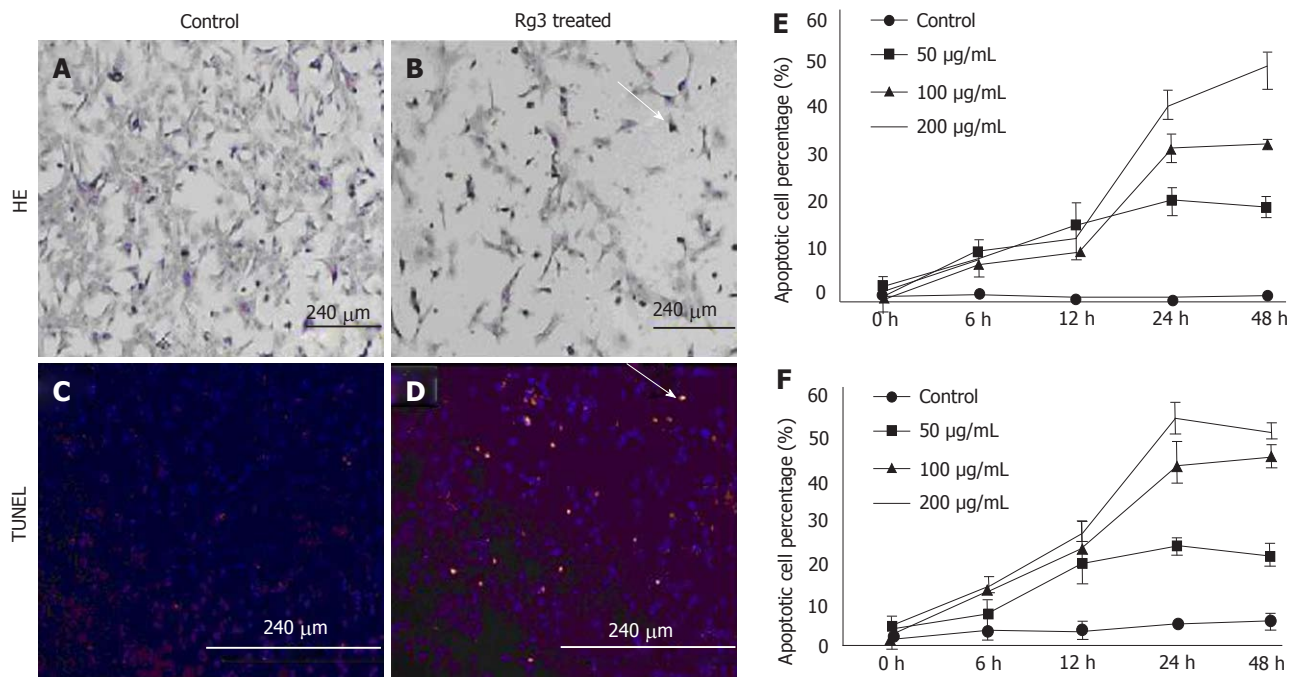 Control
Rg3 treated
HE
A
240 μm
B
240 μm
TUNEL
C
240 μm
D
240 μm
E
Apoptotic cell percentage (%)
60
50
40
30
20
10
0
Control
50 μg/mL
100 μg/mL
200 μg/mL
0 h 6 h 12 h 24 h 48 h
F
Apoptotic cell percentage (%)
60
50
40
30
20
10
0
Control
50 μg/mL
100 μg/mL
200 μg/mL
0 h 6 h 12 h 24 h 48 h